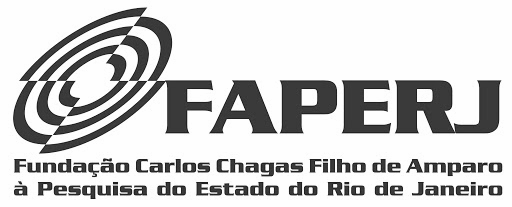 FAPERJ
Fundação Carlos Chagas Filho de Amparo
à Pesquisa do Estado do Rio de Janeiro